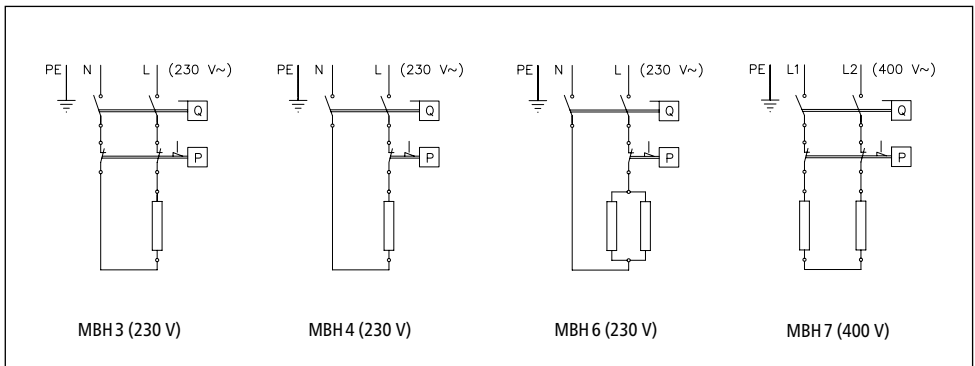 PE N L (230 V~) PE N L (230 V~) PE N L (230 V~) PE L1 L2 (400 V~)
Q Q Q Q
P P P P
MBH 3 (230 V) MBH 4 (230 V) MBH 6 (230 V) MBH 7 (400 V)